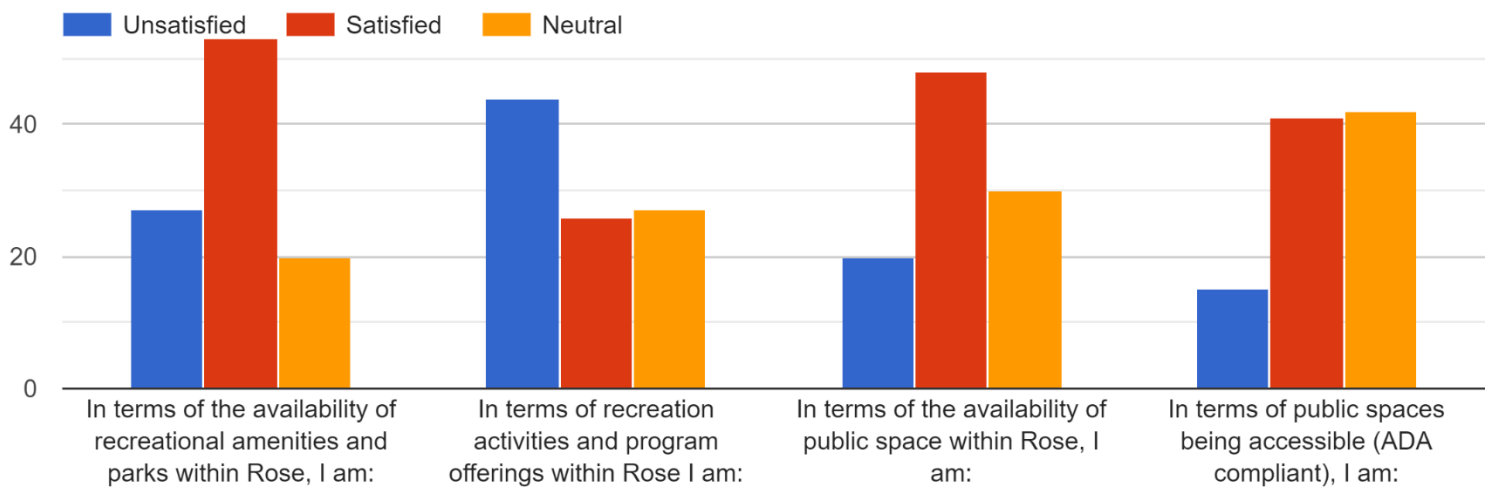 Unsatisfied Satisfied Neutral
40
20
0
In terms of the availability of
recreational amenities and
parks within Rose, I am:
In terms of recreation
activities and program
offerings within Rose I am:
In terms of the availability of
public space within Rose, I
am:
In terms of public spaces
being accessible (ADA
compliant), I am: